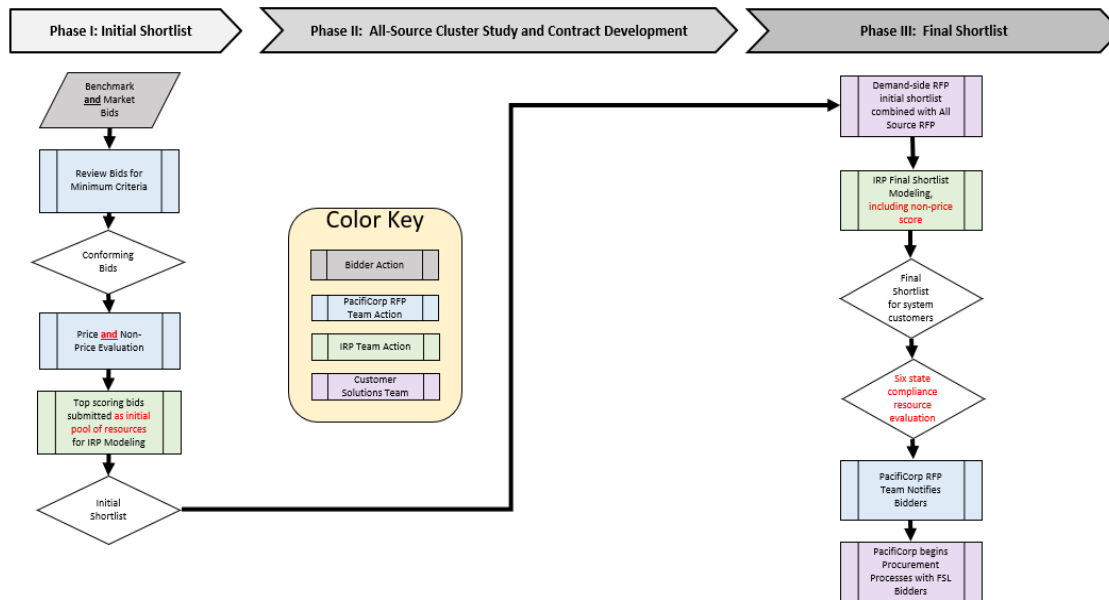 Phase I: Initial Shortlist
Phase II: All-Source Cluster Study and Contract Development
Phase III: Final Shortlist
Benchmark
and Market
Bids
Review Bids for
Minimum Criteria
Conforming
Bids
Price and Non-
Price Evaluation
Top scoring bids
submitted as initial
pool of resources
for IRP Modeling
Initial
Shortlist
Color Key
Bidder Action
PacifiCorp RFP
Team Action
IRP Team Action
Customer
Solutions Team
Demand-side RFP
initial shortlist
combined with All
Source RFP
IRP Final Shortlist
Modeling,
including non-price
score
Final
Shortlist
for system
customers
Six state
compliance
resource
evaluation
PacifiCorp RFP
Team Notifies
Bidders
PacifiCorp begins
Procurement
Processes with FSL
Bidders